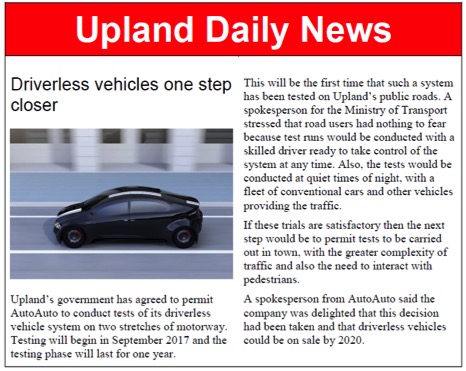 Upland Daily News
Driverless vehicles one step
closer
Upland's government has agreed to permit
AutoAuto to conduct tests of its driverless
vehicle system on two stretches of motorway.
Testing will begin in September 2017 and the
testing phase will last for one year.
This will be the first time that such a system
has been tested on Upland's public roads. A
spokesperson for the Ministry of Transport
stressed that road users had nothing to fear
because test runs would be conducted with a
skilled driver ready to take control of the
system at any time. Also, the tests would be
conducted at quiet times of night, with a
fleet of conventional cars and other vehicles
providing the traffic.
If these trials are satisfactory then the next
step would be to permit tests to be carried
out in town, with the greater complexity of
traffic and also the need to interact with
pedestrians.
A spokesperson from AutoAuto said the
company was delighted that this decision
had been taken and that driverless vehicles
could be on sale by 2020.